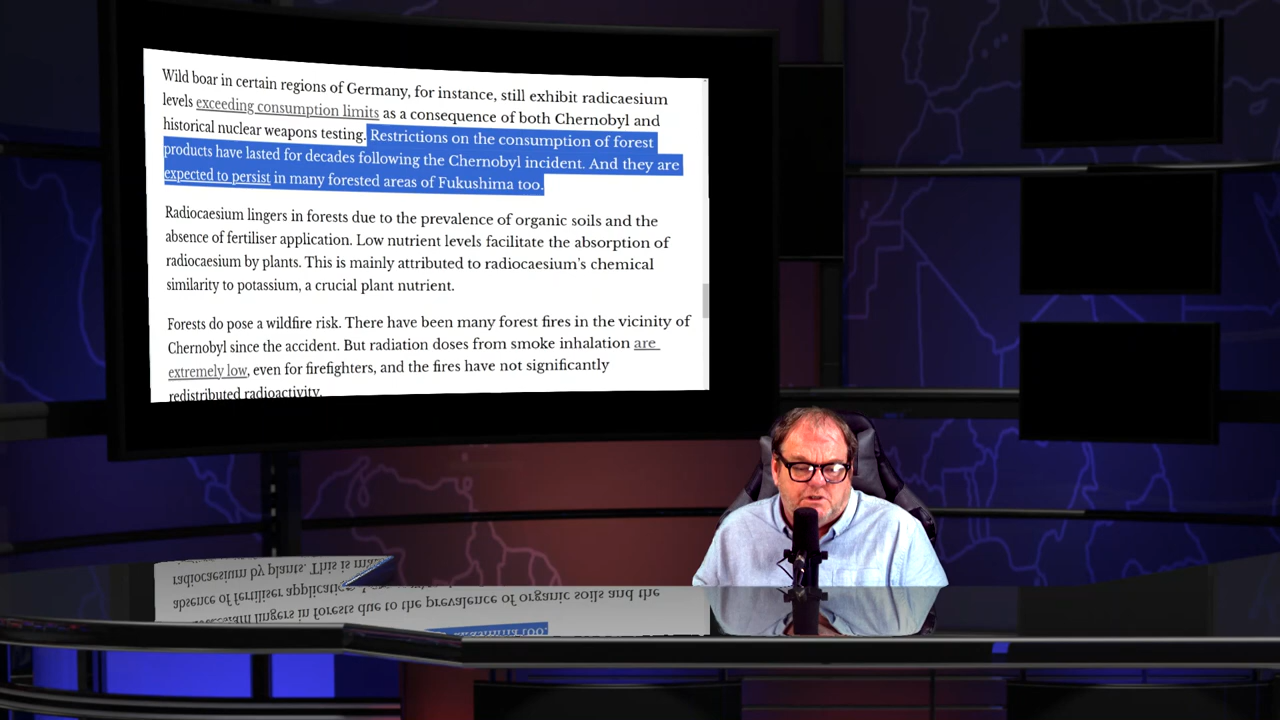 Wild boar in certain regions of Germany, for instance, still exhibit radicaesium
levels exceeding consumption limits as a consequence of both Chernobyl and
historical nuclear weapons testing. Restrictions on the consumption of forest
products have lasted for decades following the Chernobyl incident. And they are
expected to persist in many forested areas of Fukushima too.
Radiocaesium lingers in forests due to the prevalence of organic soils and the
absence of fertiliser application. Low nutrient levels facilitate the absorption of
radiocaesium by plants. This is mainly attributed to radiocaesium's chemical
similarity to potassium, a crucial plant nutrient.
Forests do pose a wildfire risk. There have been many forest fires in the vicinity of
Chernobyl since the accident. But radiation doses from smoke inhalation are
extremely low, even for firefighters, and the fires have not significantly
redistributed radioactivity.